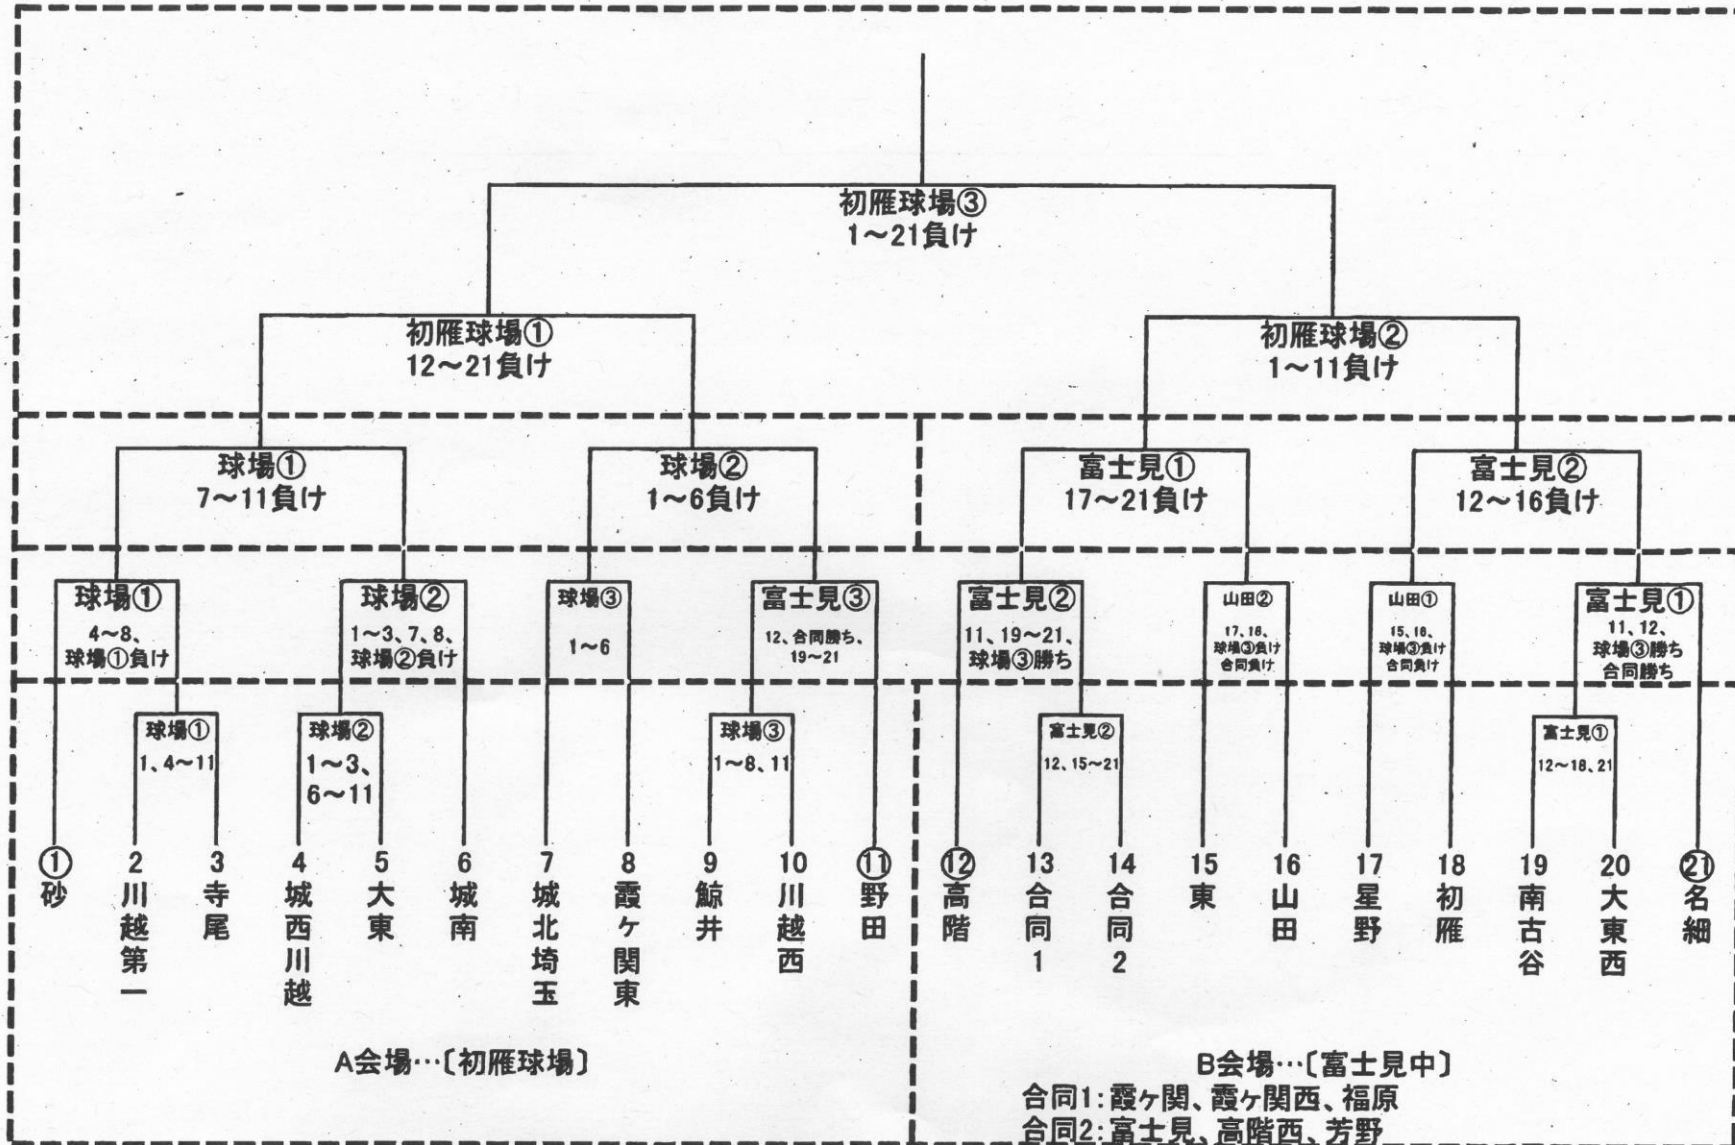 初雁球場③
1～21負け
初雁球場①
12～21負け
初雁球場②
1～11負け
球場①
7～11負け
球場②
1～6負け
富士見①
17～21負け
富士見②
12～16負け
球場①
4～8、
球場①負け
球場②
1～3、7、8、
球場②負け
球場③
1～6
富士見③
12、合同勝ち、
19～21
富士見②
11、19～21、
球場③勝ち
山田②
17、18、
球場③負け
合同負け
山田①
15、16、
球場③負け
合同負け
富士見①
11、12、
球場③勝ち
合同勝ち
球場①
1、4～11
球場②
1～3、
6～11
球場③
1～8、11
富士見②
12、15～21
富士見①
12～18、21
① 砂
2 川越第一
3 寺尾
4 城西川越
5 大東
6 城南
7 城北埼玉
8 霞ヶ関東
9 鯨井
10 川越西
⑪ 野田
⑫ 高階
13 合同1
14 合同2
15 東
16 山田
17 星野
18 初雁
19 南古谷
20 大東西
㉑ 名細
A会場…〔初雁球場〕
B会場…〔富士見中〕
合同1:霞ヶ関、霞ヶ関西、福原
合同2:富士見、高階西、芳野